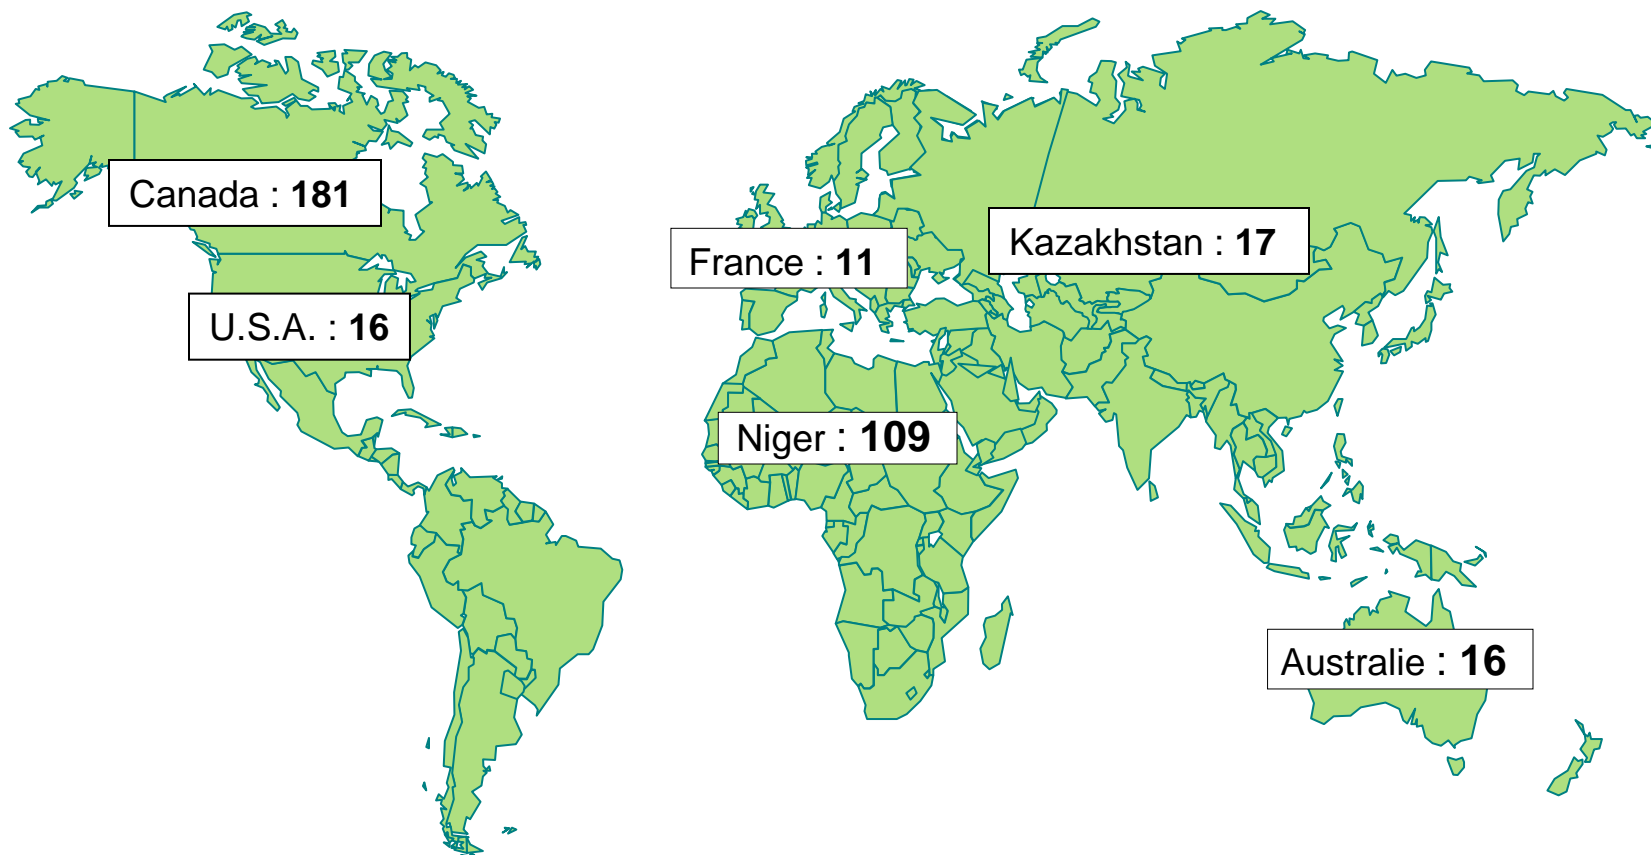 Canada : 181
Kazakhstan : 17
France : 11
U.S.A. : 16
Niger : 109
Australie : 16